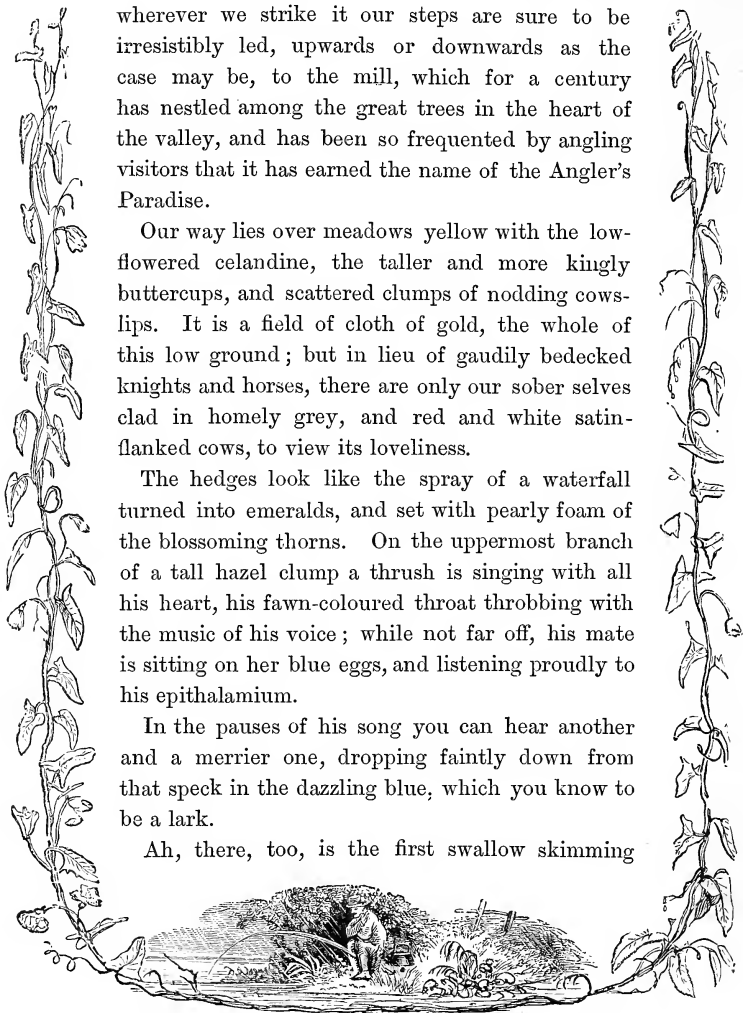 wherever we strike it our steps are sure to be
irresistibly led, upwards or downwards as the
case may be, to the mill, which for a century
has nestled among the great trees in the heart of
the valley, and has been so frequented by angling
visitors that it has earned the name of the Angler's
Paradise.
Our way lies over meadows yellow with the low-
flowered celandine, the taller and more kingly
buttercups, and scattered clumps of nodding cows-
lips. It is a field of cloth of gold, the whole of
this low ground ; but in lieu of gaudily bedecked
knights and horses, there are only our sober selves
clad in homely grey, and red and white satin-
flanked cows, to view its loveliness.
The hedges look like the spray of a waterfall
turned into emeralds, and set with pearly foam of
the blossoming thorns. On the uppermost branch
of a tall hazel clump a thrush is singing with all
his heart, his fawn-coloured throat throbbing with
the music of his voice ; while not far off, his mate
is sitting on her blue eggs, and listening proudly to
his epithalamium.
In the pauses of his song you can hear another
and a merrier one, dropping faintly down from
that speck in the dazzling blue, which you know to
be a lark.
Ah, there, too, is the first swallow skimming